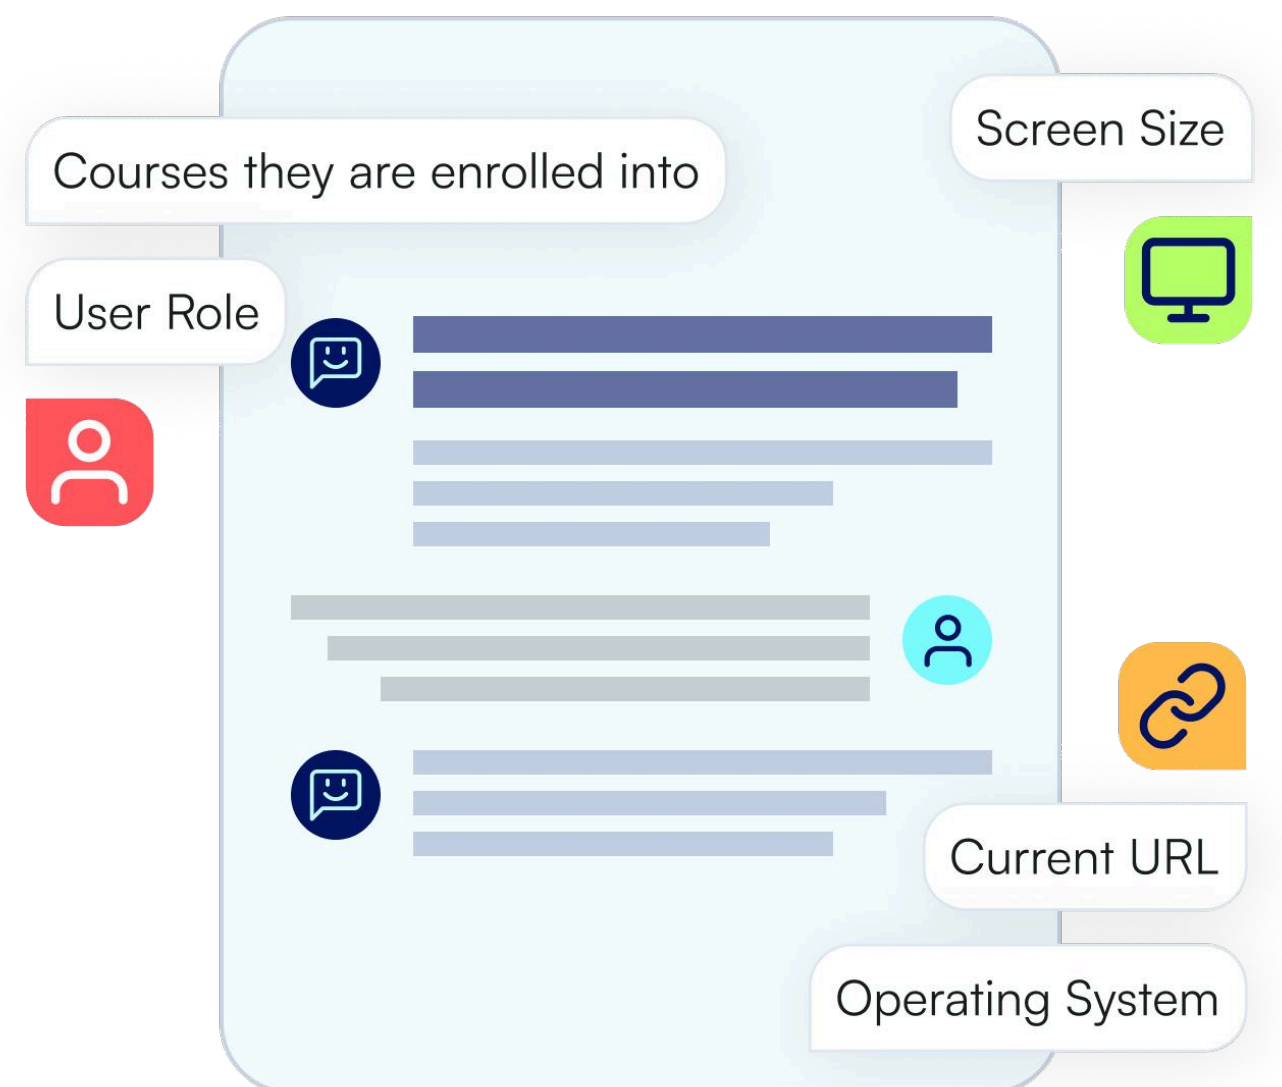 Screen Size
Courses they are enrolled into
User Role
Current URL
Operating System